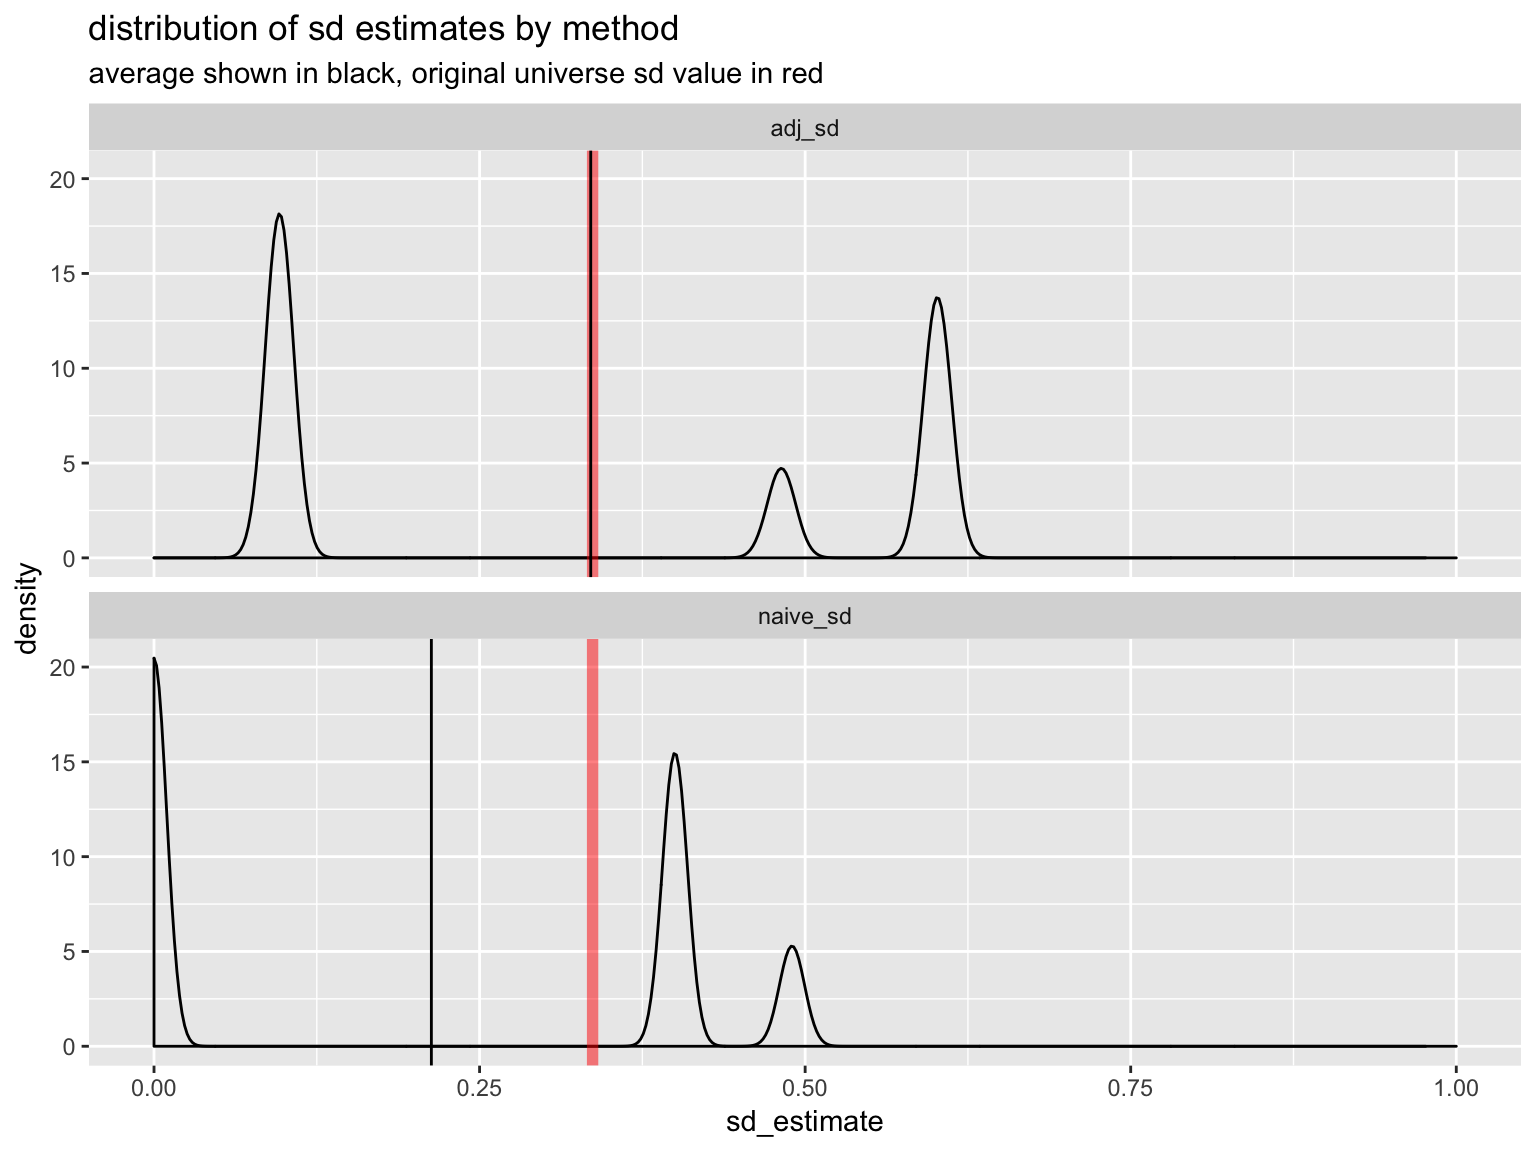 distribution of sd estimates by method
average shown in black, original universe sd value in red
adj_sd
20
15
10
5
0
density
naive_sd
20
15
10
5
0
0.00 0.25 0.50 0.75 1.00
sd_estimate